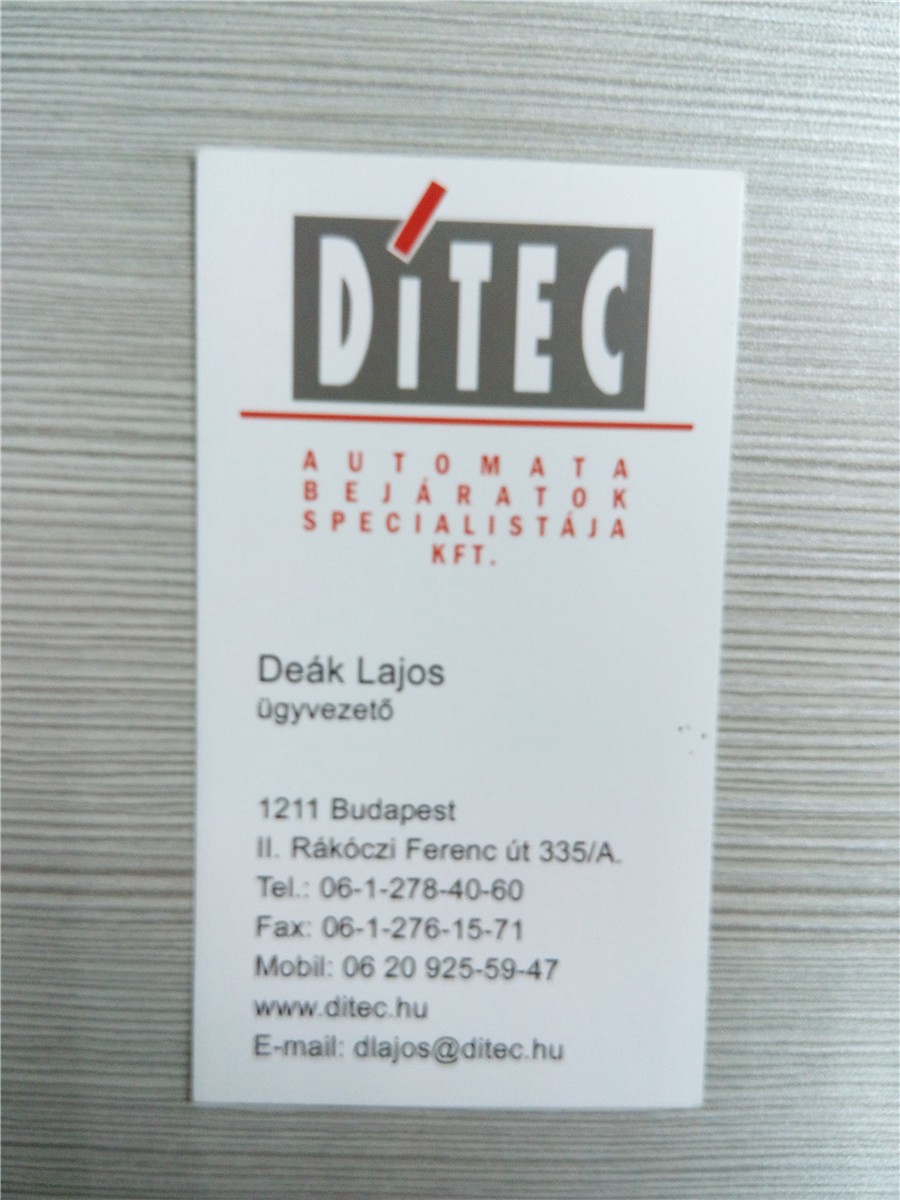 DíTEC
AUTOMATA
BEJÁRATOK
SPECIALISTÁJA
KFT.
Deák Lajos
ügyvezető
1211 Budapest
II. Rákóczi Ferenc út 335/A.
Tel.: 06-1-278-40-60
Fax: 06-1-276-15-71
Mobil: 06 20 925-59-47
www.ditec.hu
E-mail: dlajos@ditec.hu